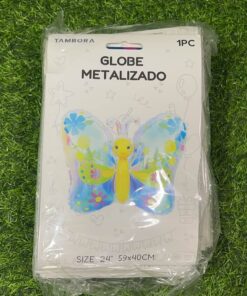 TAMBORA
1PC
GLOBE
METALIZADO
SIZE 24" 59x40CM